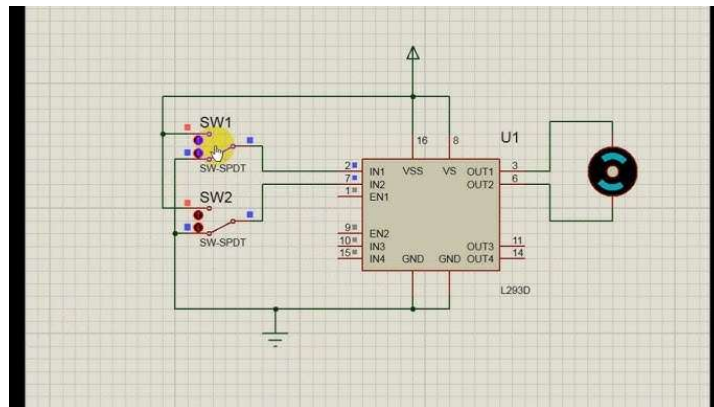 SW1
SW-SPDT
SW2
SW-SPDT
U1
16 8
2 IN1 VSS VS OUT1 3
7 IN2 OUT2 6
1 EN1
9 EN2
10 IN3 OUT3 11
15 IN4 GND GND OUT4 14
L293D